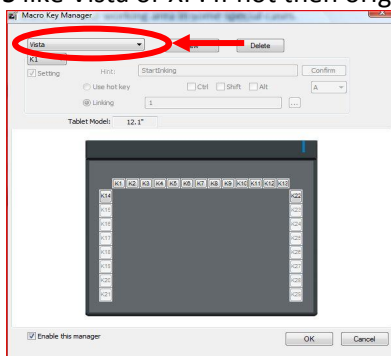 Macro Key Manager
Vista
Delete
K1
Setting
Hint:
StartInking
Confirm
Use hot key
Ctrl
Shift
Alt
A
Linking
1
...
Tablet Model: 12.1"
K1 K2 K3 K4 K5 K6 K7 K8 K9 K10 K11 K12 K13
K14 K22
K15 K23
K16 K24
K17 K25
K18 K26
K19 K27
K20 K28
K21 K29
Enable this manager
OK
Cancel